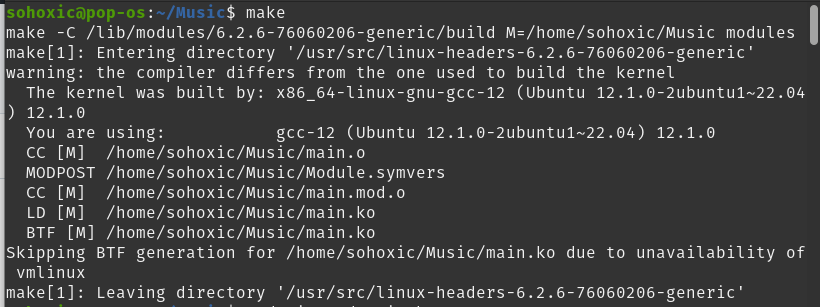 sohoxic@pop-os:~/Music$ make
make -C /lib/modules/6.2.6-76060206-generic/build M=/home/sohoxic/Music modules
make[1]: Entering directory '/usr/src/linux-headers-6.2.6-76060206-generic'
warning: the compiler differs from the one used to build the kernel
  The kernel was built by: x86_64-linux-gnu-gcc-12 (Ubuntu 12.1.0-2ubuntu1~22.04
) 12.1.0
  You are using:           gcc-12 (Ubuntu 12.1.0-2ubuntu1~22.04) 12.1.0
  CC [M]  /home/sohoxic/Music/main.o
  MODPOST /home/sohoxic/Music/Module.symvers
  CC [M]  /home/sohoxic/Music/main.mod.o
  LD [M]  /home/sohoxic/Music/main.ko
  BTF [M] /home/sohoxic/Music/main.ko
Skipping BTF generation for /home/sohoxic/Music/main.ko due to unavailability of
 vmlinux
make[1]: Leaving directory '/usr/src/linux-headers-6.2.6-76060206-generic'